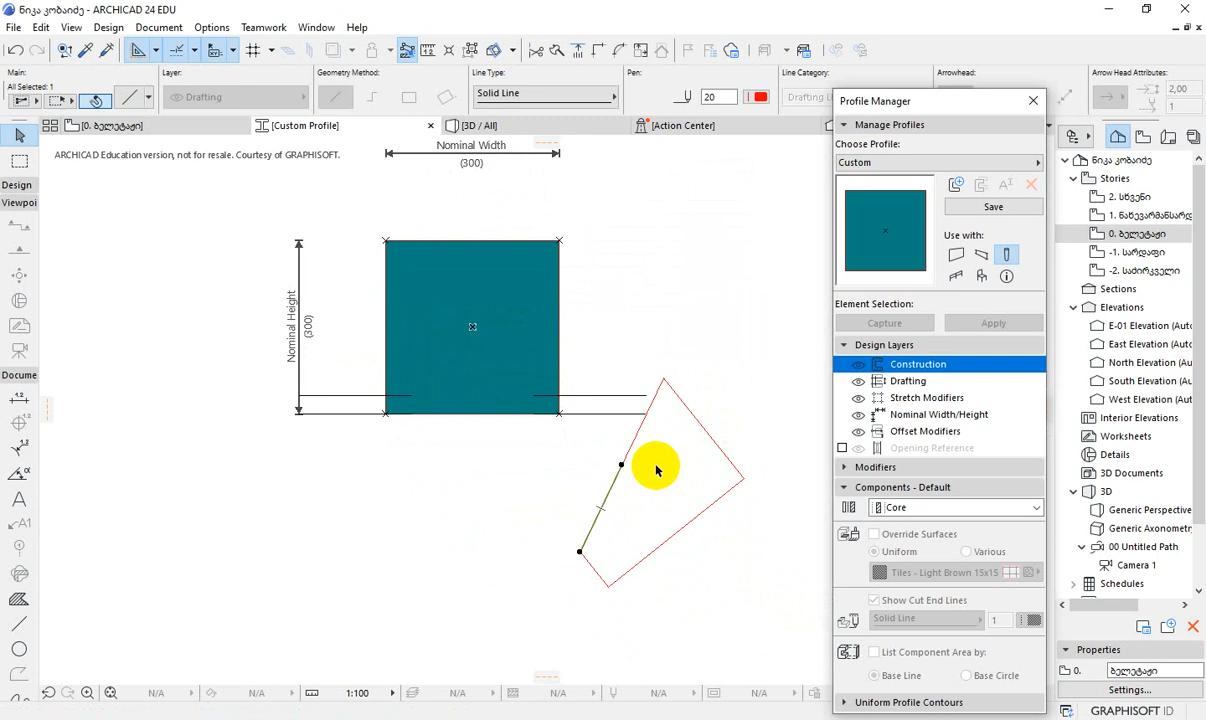 ნიკა კობაიძე - ARCHICAD 24 EDU
File Edit View Design Document Options Teamwork Window Help
Main:
All Selected: 1
Layer:
Drafting
Geometry Method:
Line Type:
Solid Line
Pen:
20
Line Category:
Drafting
Arrowhead:
Arrow Head Attributes:
2,00
1
[0. ბელეტაჟი]
[Custom Profile]
[3D / All]
[Action Center]
ARCHICAD Education version, not for resale. Courtesy of GRAPHISOFT.
Design
Viewpoi
Docume
Nominal Width
(300)
Nominal Height
(300)
Profile Manager
Manage Profiles
Choose Profile:
Custom
Save
Use with:
Element Selection:
Capture
Apply
Design Layers
Construction
Drafting
Stretch Modifiers
Nominal Width/Height
Offset Modifiers
Opening Reference
Modifiers
Components - Default
Core
Override Surfaces
Uniform
Various
Tiles - Light Brown 15x15
Show Cut End Lines
Solid Line
1
List Component Area by:
Base Line
Base Circle
Uniform Profile Contours
ნიკა კობაიძე
Stories
2. სხვენი
1. ნახევარმანსარდ
0. ბელეტაჟი
-1. სარდაფი
-2. საძირკველი
Sections
Elevations
E-01 Elevation (Auto
East Elevation (Auto
North Elevation (Au
South Elevation (Au
West Elevation (Aut
Interior Elevations
Worksheets
Details
3D Documents
3D
Generic Perspective
Generic Axonometry
00 Untitled Path
Camera 1
Schedules
Properties
0.
ბელეტაჟი
Settings...
GRAPHISOFT ID
N/A
N/A
1:100
N/A
N/A
N/A
N/A
N/A